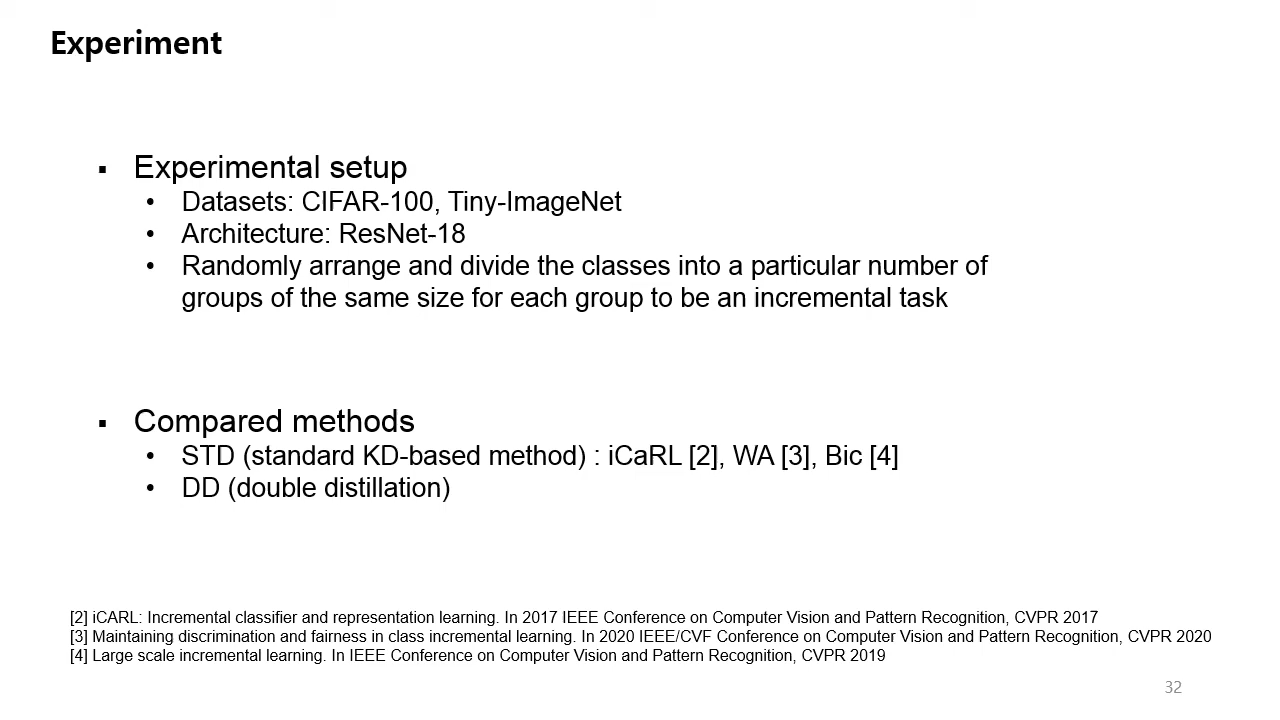 Experiment
▪ Experimental setup
• Datasets: CIFAR-100, Tiny-ImageNet
• Architecture: ResNet-18
• Randomly arrange and divide the classes into a particular number of
groups of the same size for each group to be an incremental task
▪ Compared methods
• STD (standard KD-based method) : iCaRL [2], WA [3], Bic [4]
• DD (double distillation)
[2] iCARL: Incremental classifier and representation learning. In 2017 IEEE Conference on Computer Vision and Pattern Recognition, CVPR 2017
[3] Maintaining discrimination and fairness in class incremental learning. In 2020 IEEE/CVF Conference on Computer Vision and Pattern Recognition, CVPR 2020
[4] Large scale incremental learning. In IEEE Conference on Computer Vision and Pattern Recognition, CVPR 2019
32